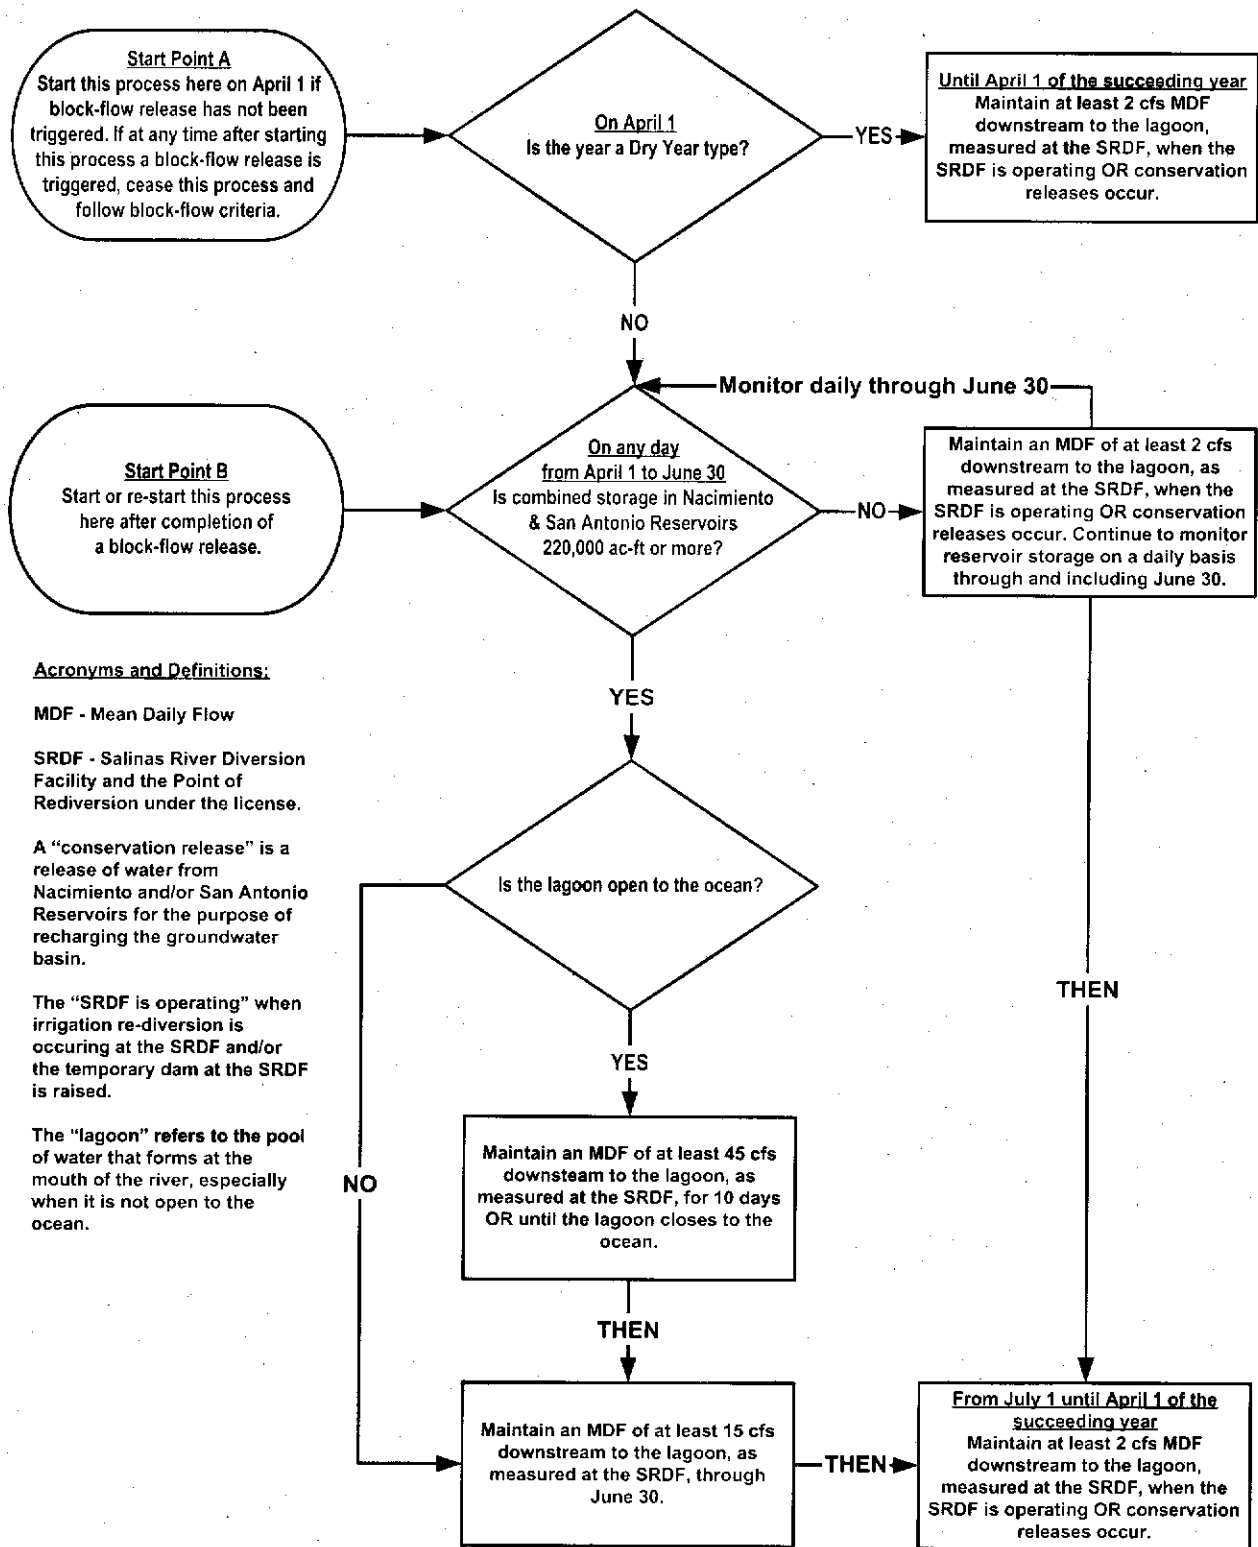 Start Point A
Start this process here on April 1 if
block-flow release has not been
triggered. If at any time after starting
this process a block-flow release is
triggered, cease this process and
follow block-flow criteria.
On April 1
Is the year a Dry Year type?
YES
Until April 1 of the succeeding year
Maintain at least 2 cfs MDF
downstream to the lagoon,
measured at the SRDF, when the
SRDF is operating OR conservation
releases occur.
NO
Monitor daily through June 30
Start Point B
Start or re-start this process
here after completion of
a block-flow release.
On any day
from April 1 to June 30
Is combined storage in Nacimiento
& San Antonio Reservoirs
220,000 ac-ft or more?
NO
Maintain an MDF of at least 2 cfs
downstream to the lagoon, as
measured at the SRDF, when the
SRDF is operating OR conservation
releases occur. Continue to monitor
reservoir storage on a daily basis
through and including June 30.
YES
Acronyms and Definitions:
MDF - Mean Daily Flow
SRDF - Salinas River Diversion
Facility and the Point of
Rediversion under the license.
A “conservation release” is a
release of water from
Nacimiento and/or San Antonio
Reservoirs for the purpose of
recharging the groundwater
basin.
The “SRDF is operating” when
irrigation re-diversion is
occuring at the SRDF and/or
the temporary dam at the SRDF
is raised.
The “lagoon” refers to the pool
of water that forms at the
mouth of the river, especially
when it is not open to the
ocean.
Is the lagoon open to the ocean?
THEN
YES
NO
Maintain an MDF of at least 45 cfs
downsteam to the lagoon, as
measured at the SRDF, for 10 days
OR until the lagoon closes to the
ocean.
THEN
Maintain an MDF of at least 15 cfs
downstream to the lagoon, as
measured at the SRDF, through
June 30.
THEN
From July 1 until April 1 of the
succeeding year
Maintain at least 2 cfs MDF
downstream to the lagoon,
measured at the SRDF, when the
SRDF is operating OR conservation
releases occur.